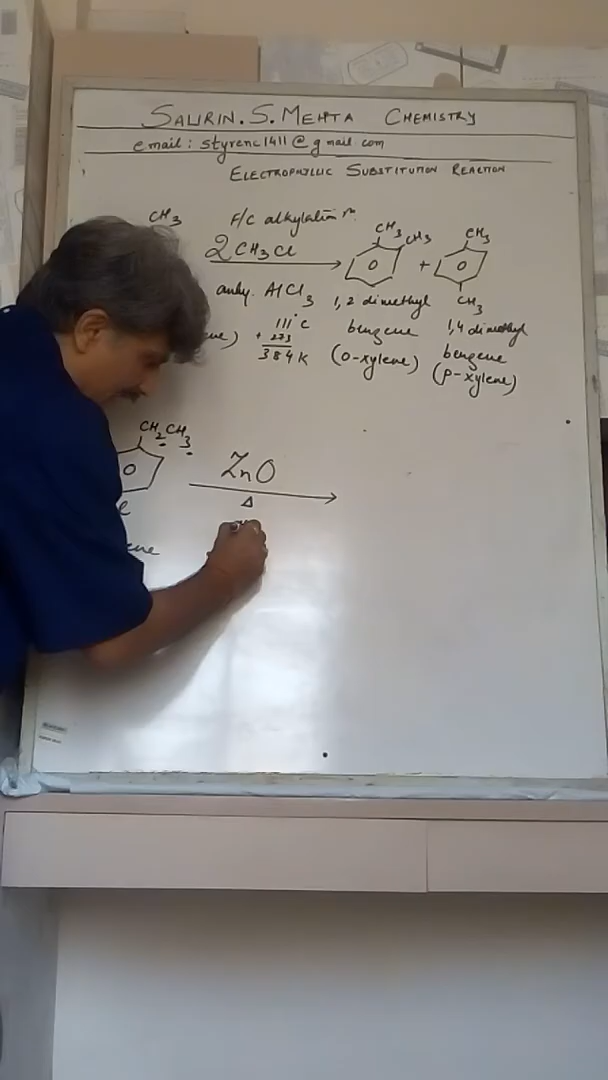 SAURIN. S. MEHTA CHEMISTRY
email: styrene1411@gmail.com
ELECTROPHILLIC SUBSTITUTION REACTION
CH3 F/C alkylation
2CH3Cl
anhy. AlCl3
111°C
+ 273
384K
CH3
CH3
O
+
CH3
O
CH3
1,2 dimethyl
benzene
(o-xylene)
1,4 dimethyl
benzene
(p-xylene)
CH2CH3
O
ZnO
Δ